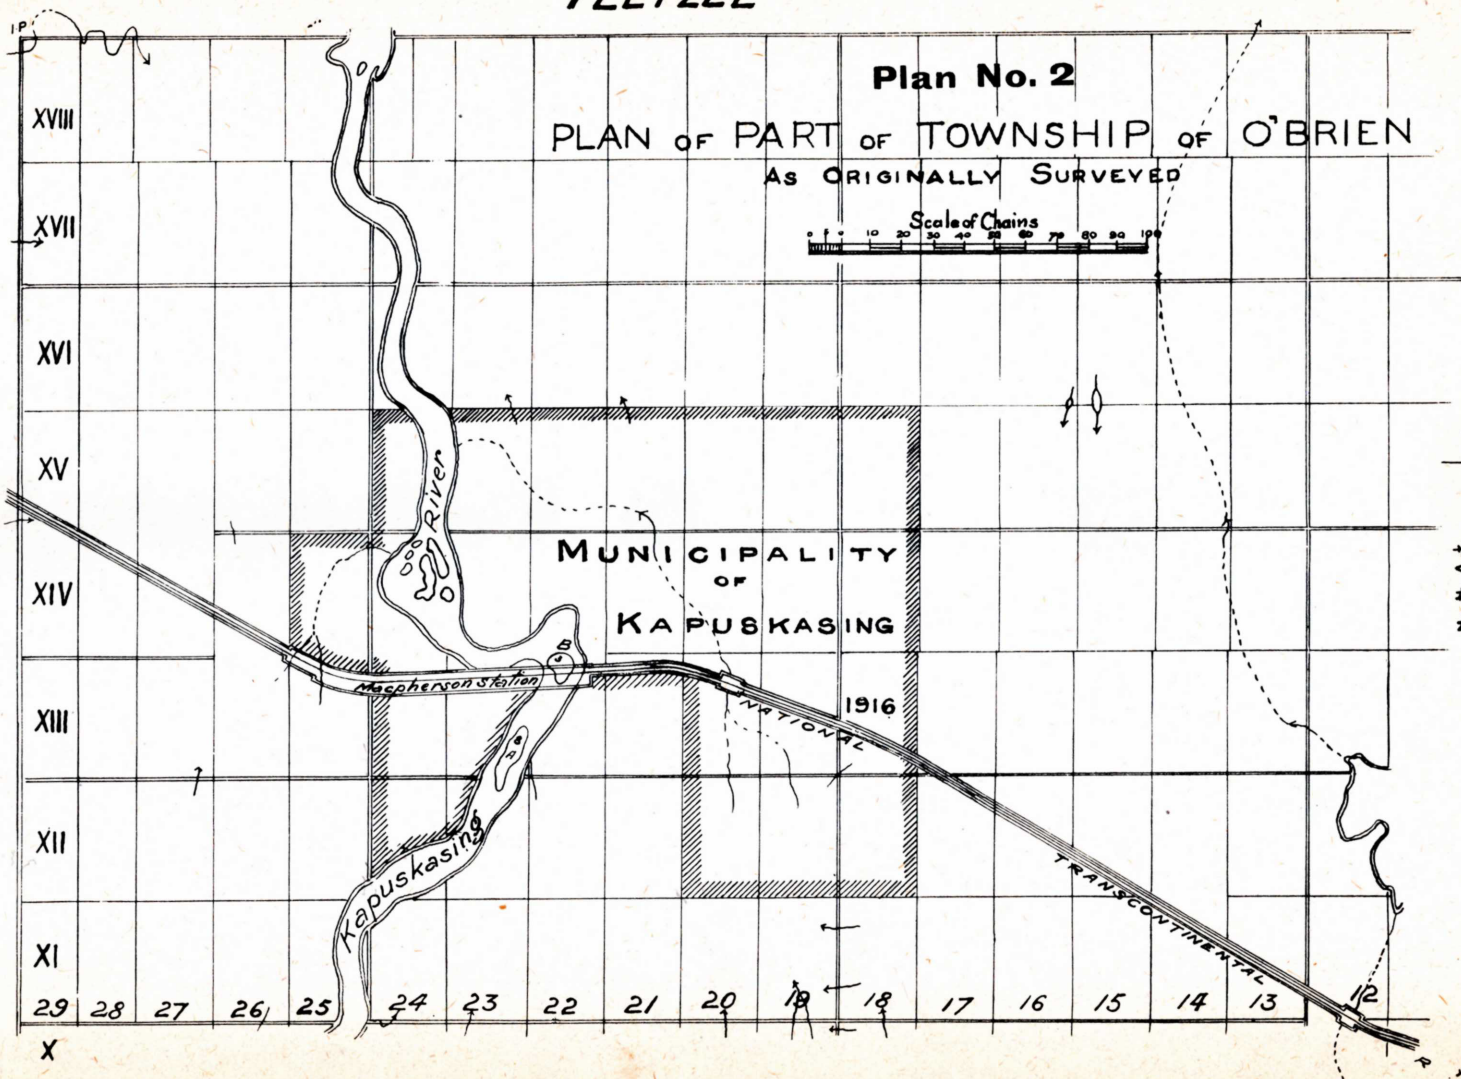 I.P.
Plan No. 2
PLAN OF PART OF TOWNSHIP OF O'BRIEN
AS ORIGINALLY SURVEYED
Scale of Chains
0 5 0 10 20 30 40 50 60 70 80 90 100
XVIII
XVII
XVI
XV
River
XIV
MUNICIPALITY
OF
KAPUSKASING
B
Macpherson Station
XIII
1916
NATIONAL
A
XII
Kapuskasing
TRANSCONTINENTAL
XI
29 28 27 26 25 24 23 22 21 20 19 18 17 16 15 14 13 12
X
R